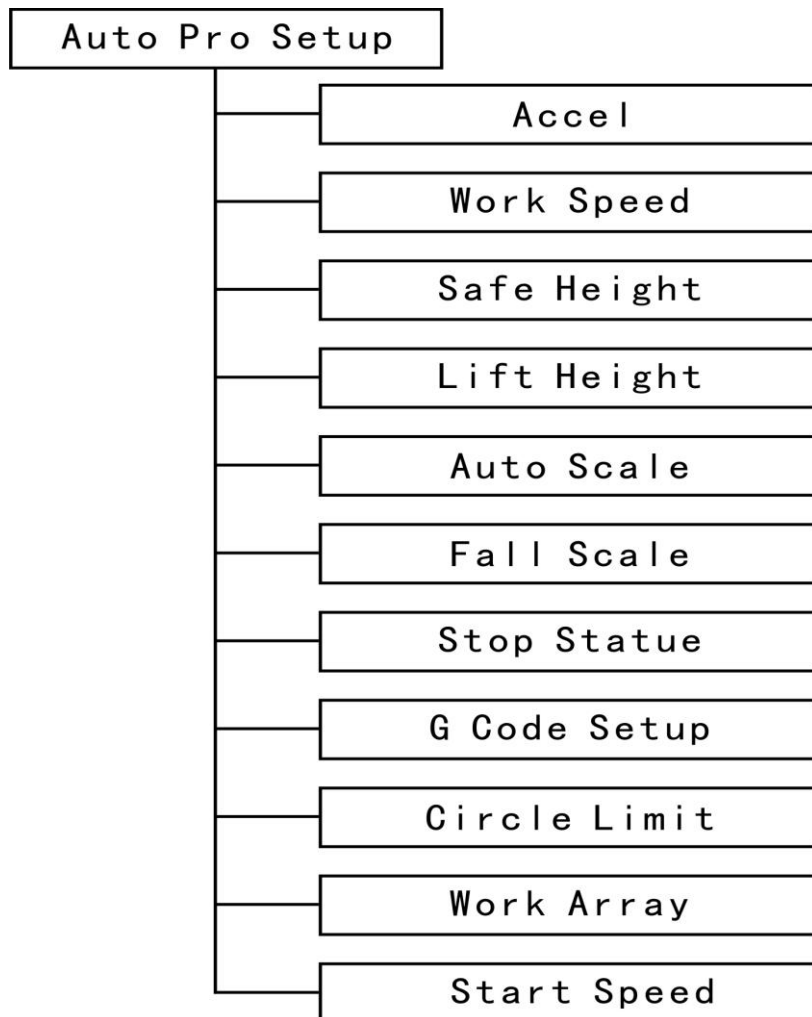 Auto Pro Setup
Accel
Work Speed
Safe Height
Lift Height
Auto Scale
Fall Scale
Stop Statue
G Code Setup
Circle Limit
Work Array
Start Speed